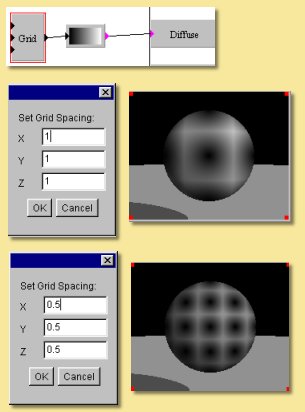 Grid
Diffuse
Set Grid Spacing:
X 1
Y 1
Z 1
OK Cancel
Set Grid Spacing:
X 0.5
Y 0.5
Z 0.5
OK Cancel